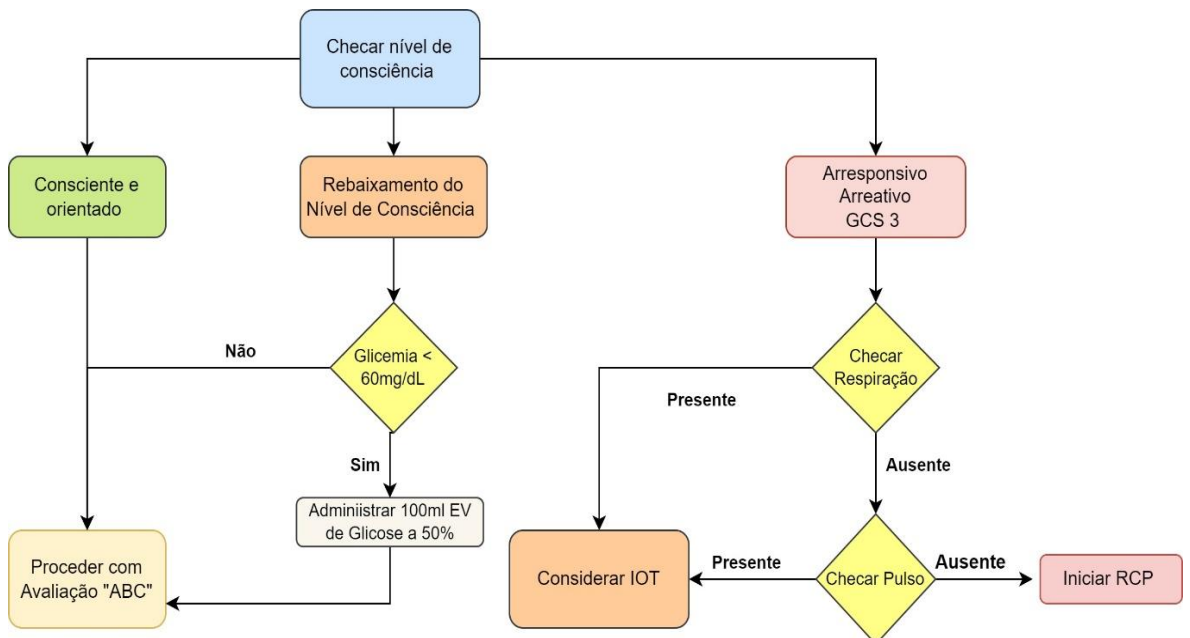 Checar nível de
consciência
Consciente e
orientado
Rebaixamento do
Nível de Consciência
Arresponsivo
Arreativo
GCS 3
Não
Glicemia <
60mg/dL
Checar
Respiração
Presente
Sim
Ausente
Adminiistrar 100ml EV
de Glicose a 50%
Proceder com
Avaliação "ABC"
Considerar IOT
Presente
Checar Pulso
Ausente
Iniciar RCP